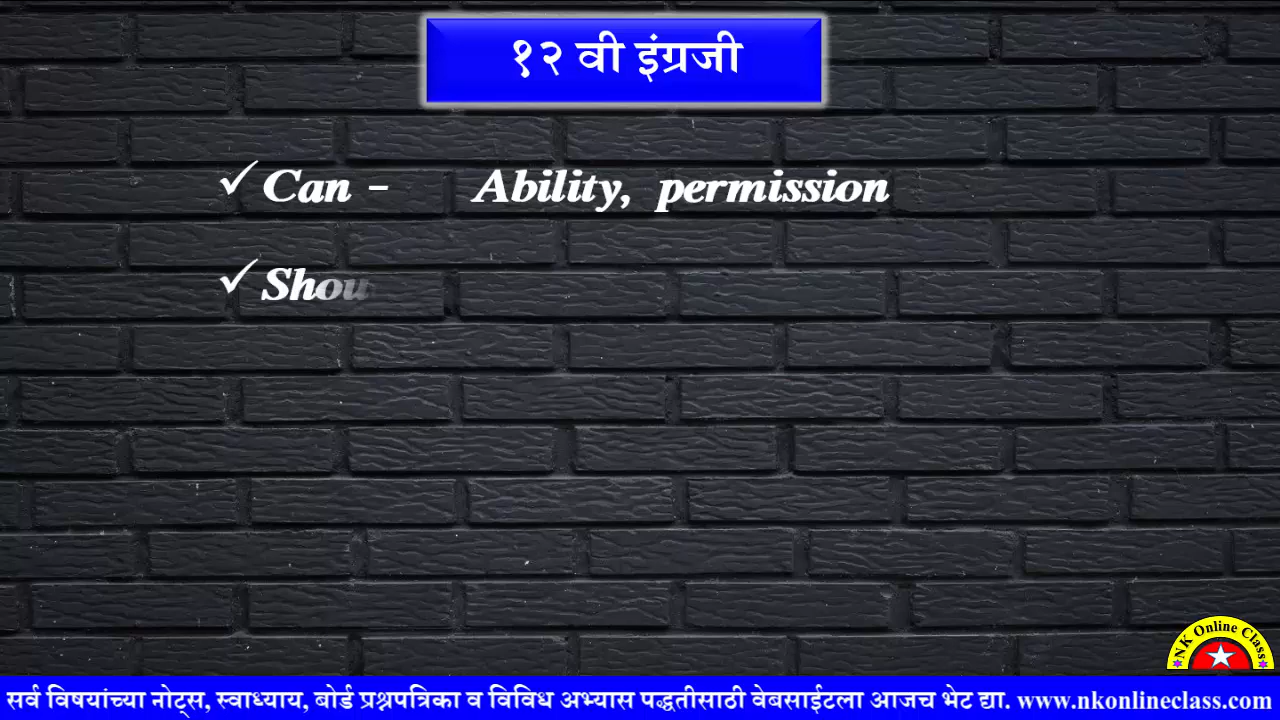 १२ वी इंग्रजी
✓ Can – Ability, permission
✓ Shou
NK Online Class
सर्व विषयांच्या नोट्स, स्वाध्याय, बोर्ड प्रश्नपत्रिका व विविध अभ्यास पद्धतीसाठी वेबसाईटला आजच भेट द्या. www.nkonlineclass.com